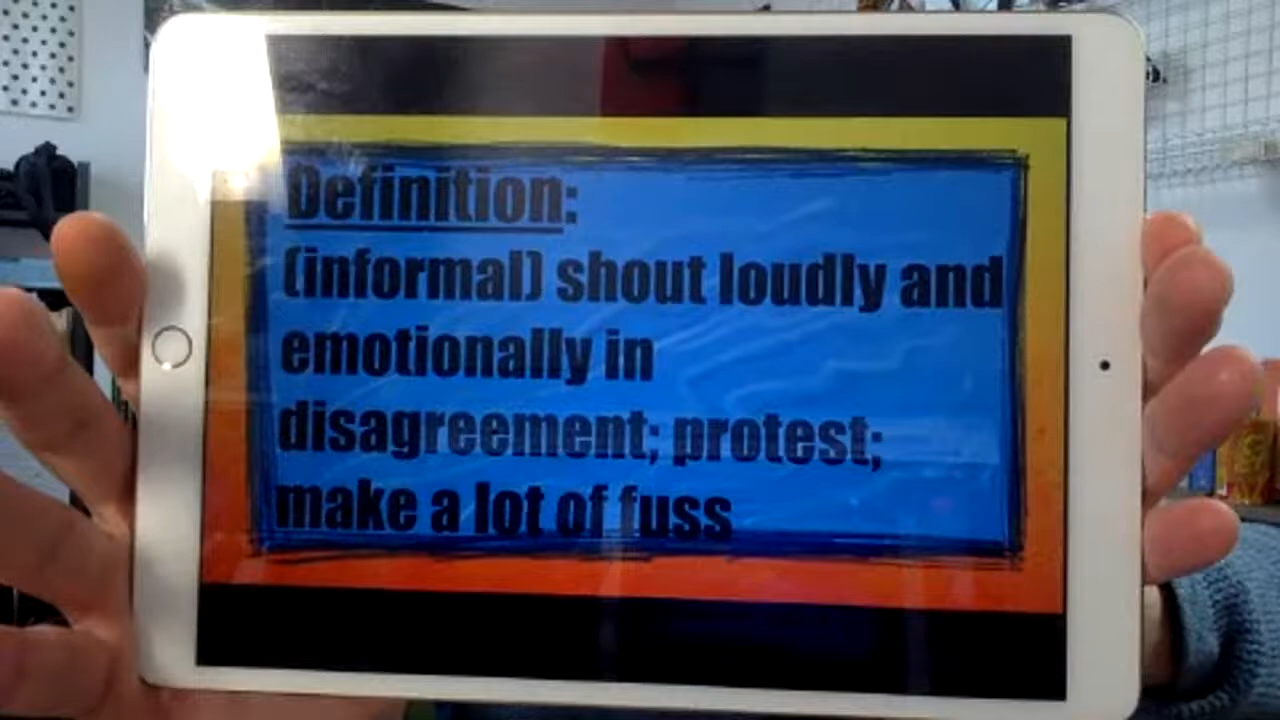 Definition:
(informal) shout loudly and
emotionally in
disagreement; protest;
make a lot of fuss